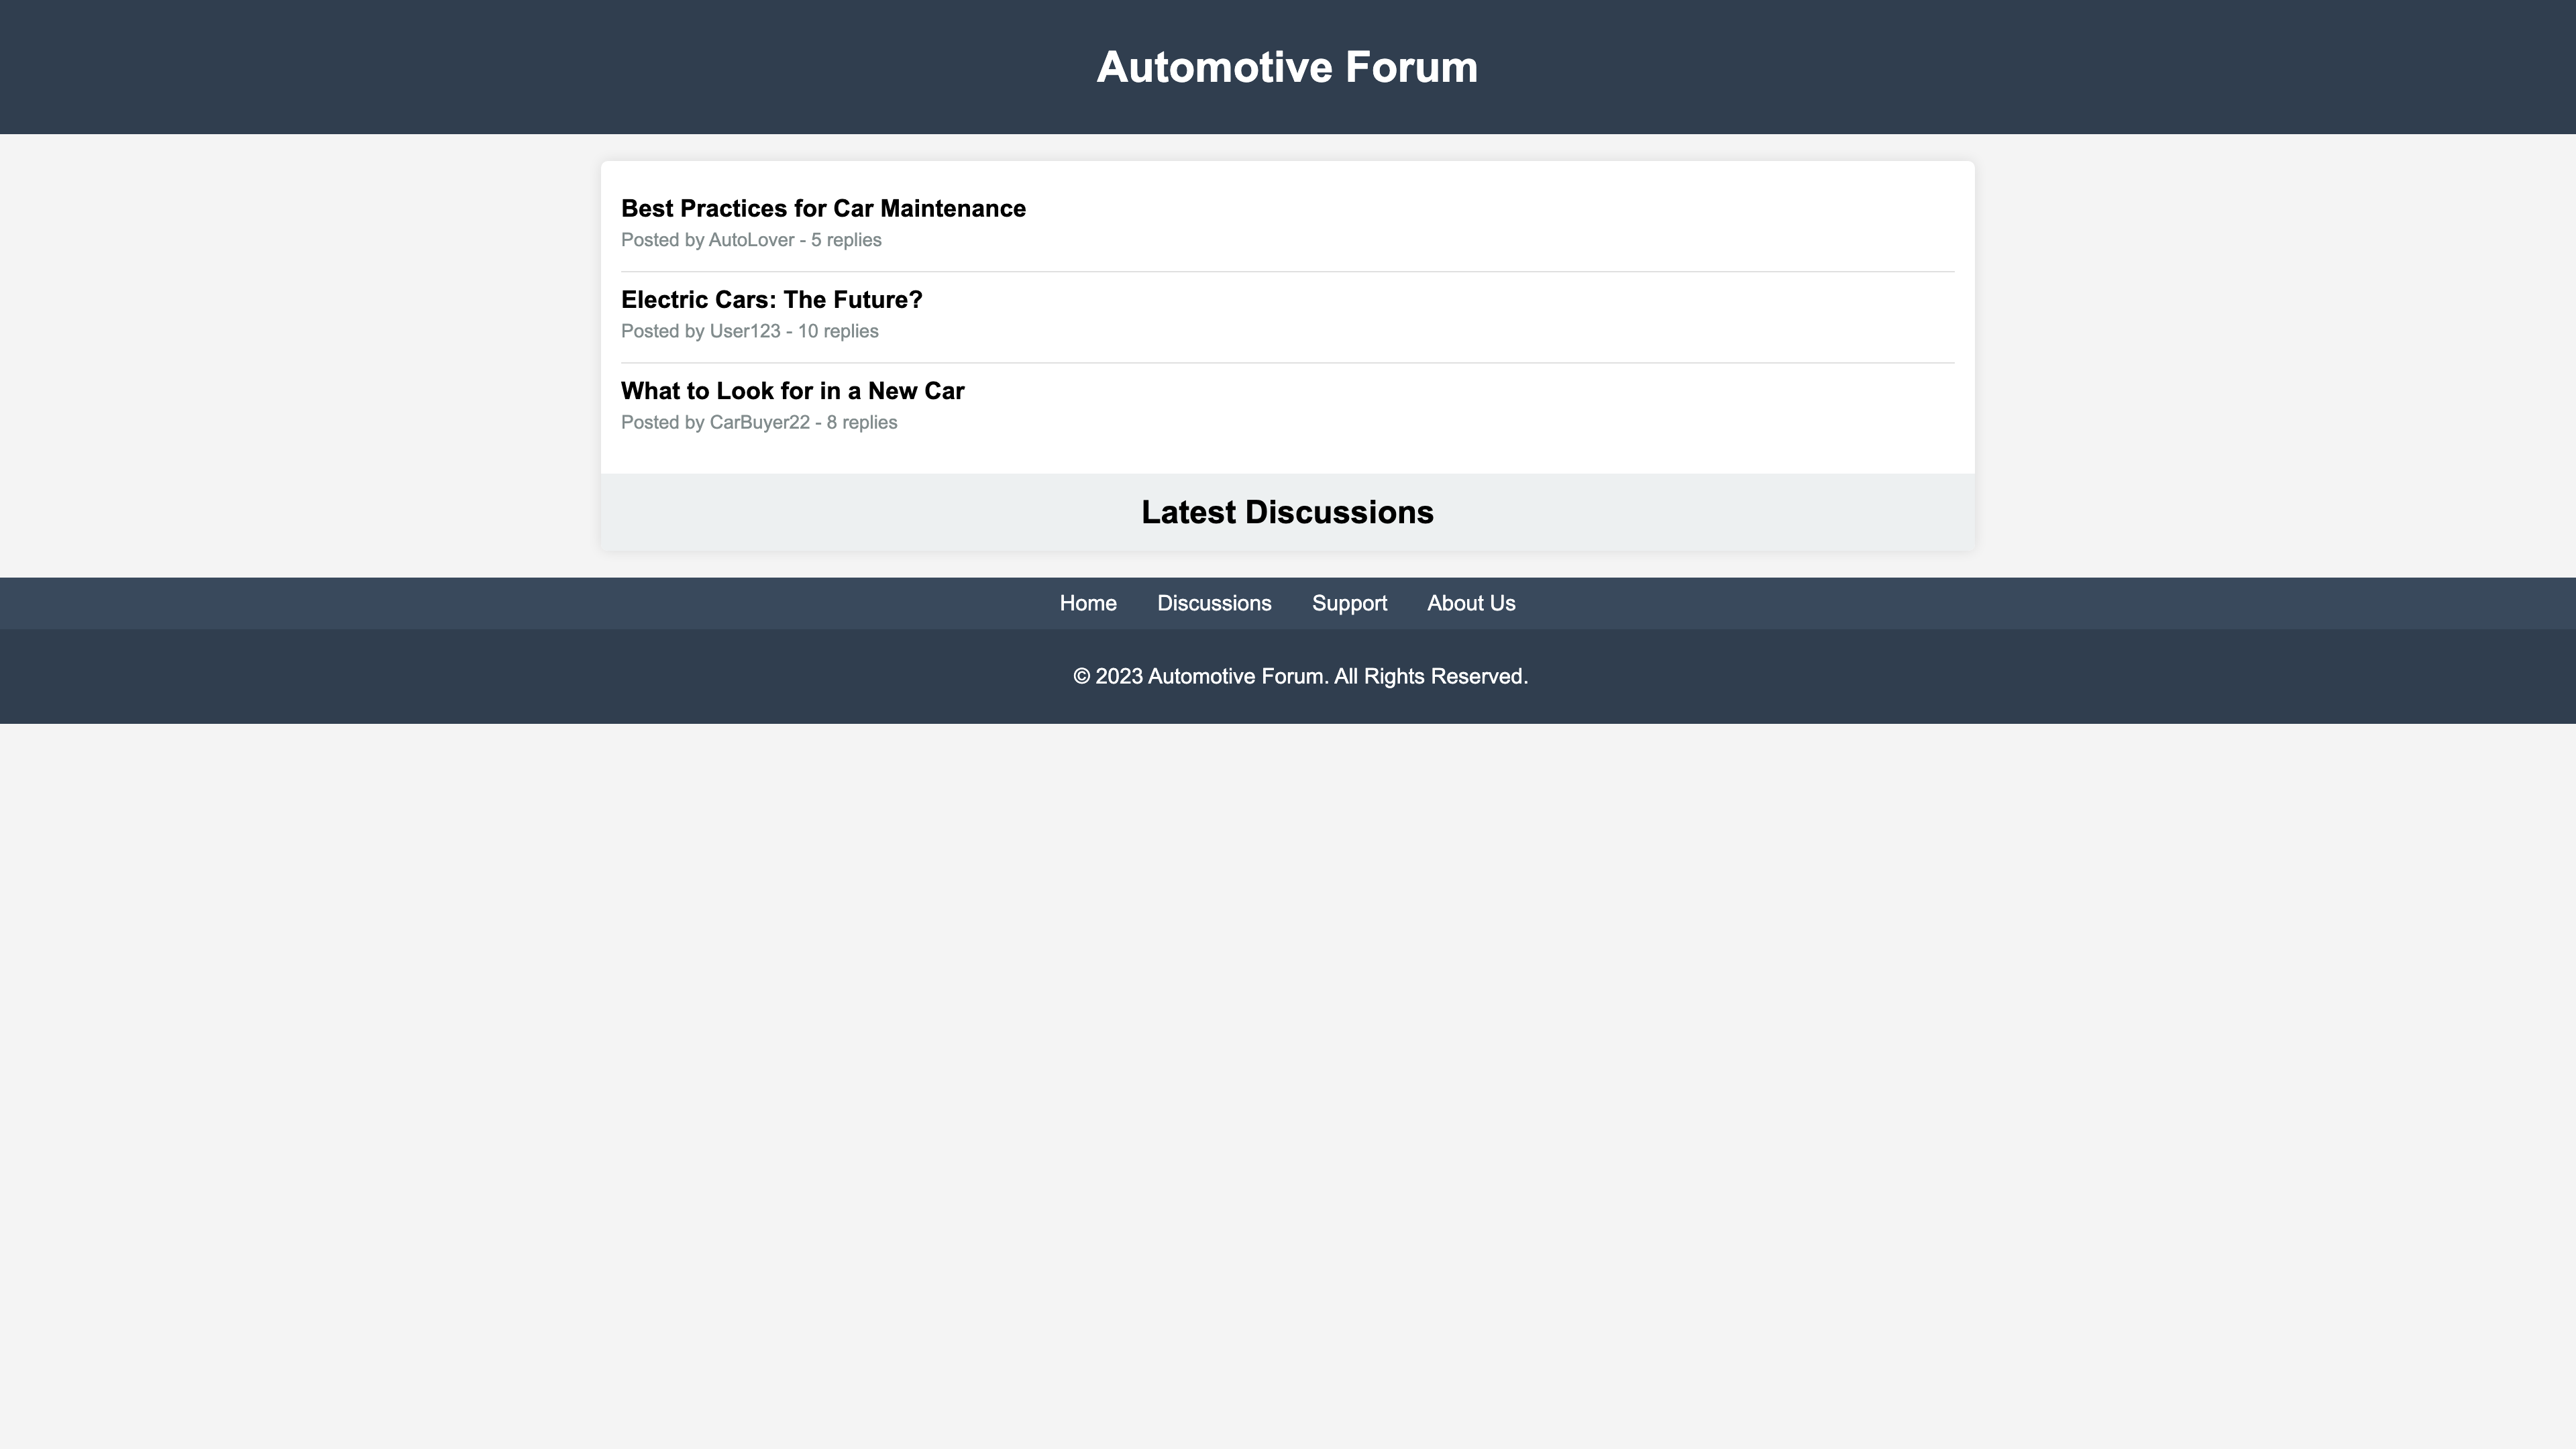 Automotive Forum
Best Practices for Car Maintenance
Posted by AutoLover - 5 replies
Electric Cars: The Future?
Posted by User123 - 10 replies
What to Look for in a New Car
Posted by CarBuyer22 - 8 replies
Latest Discussions
Home Discussions Support About Us
© 2023 Automotive Forum. All Rights Reserved.